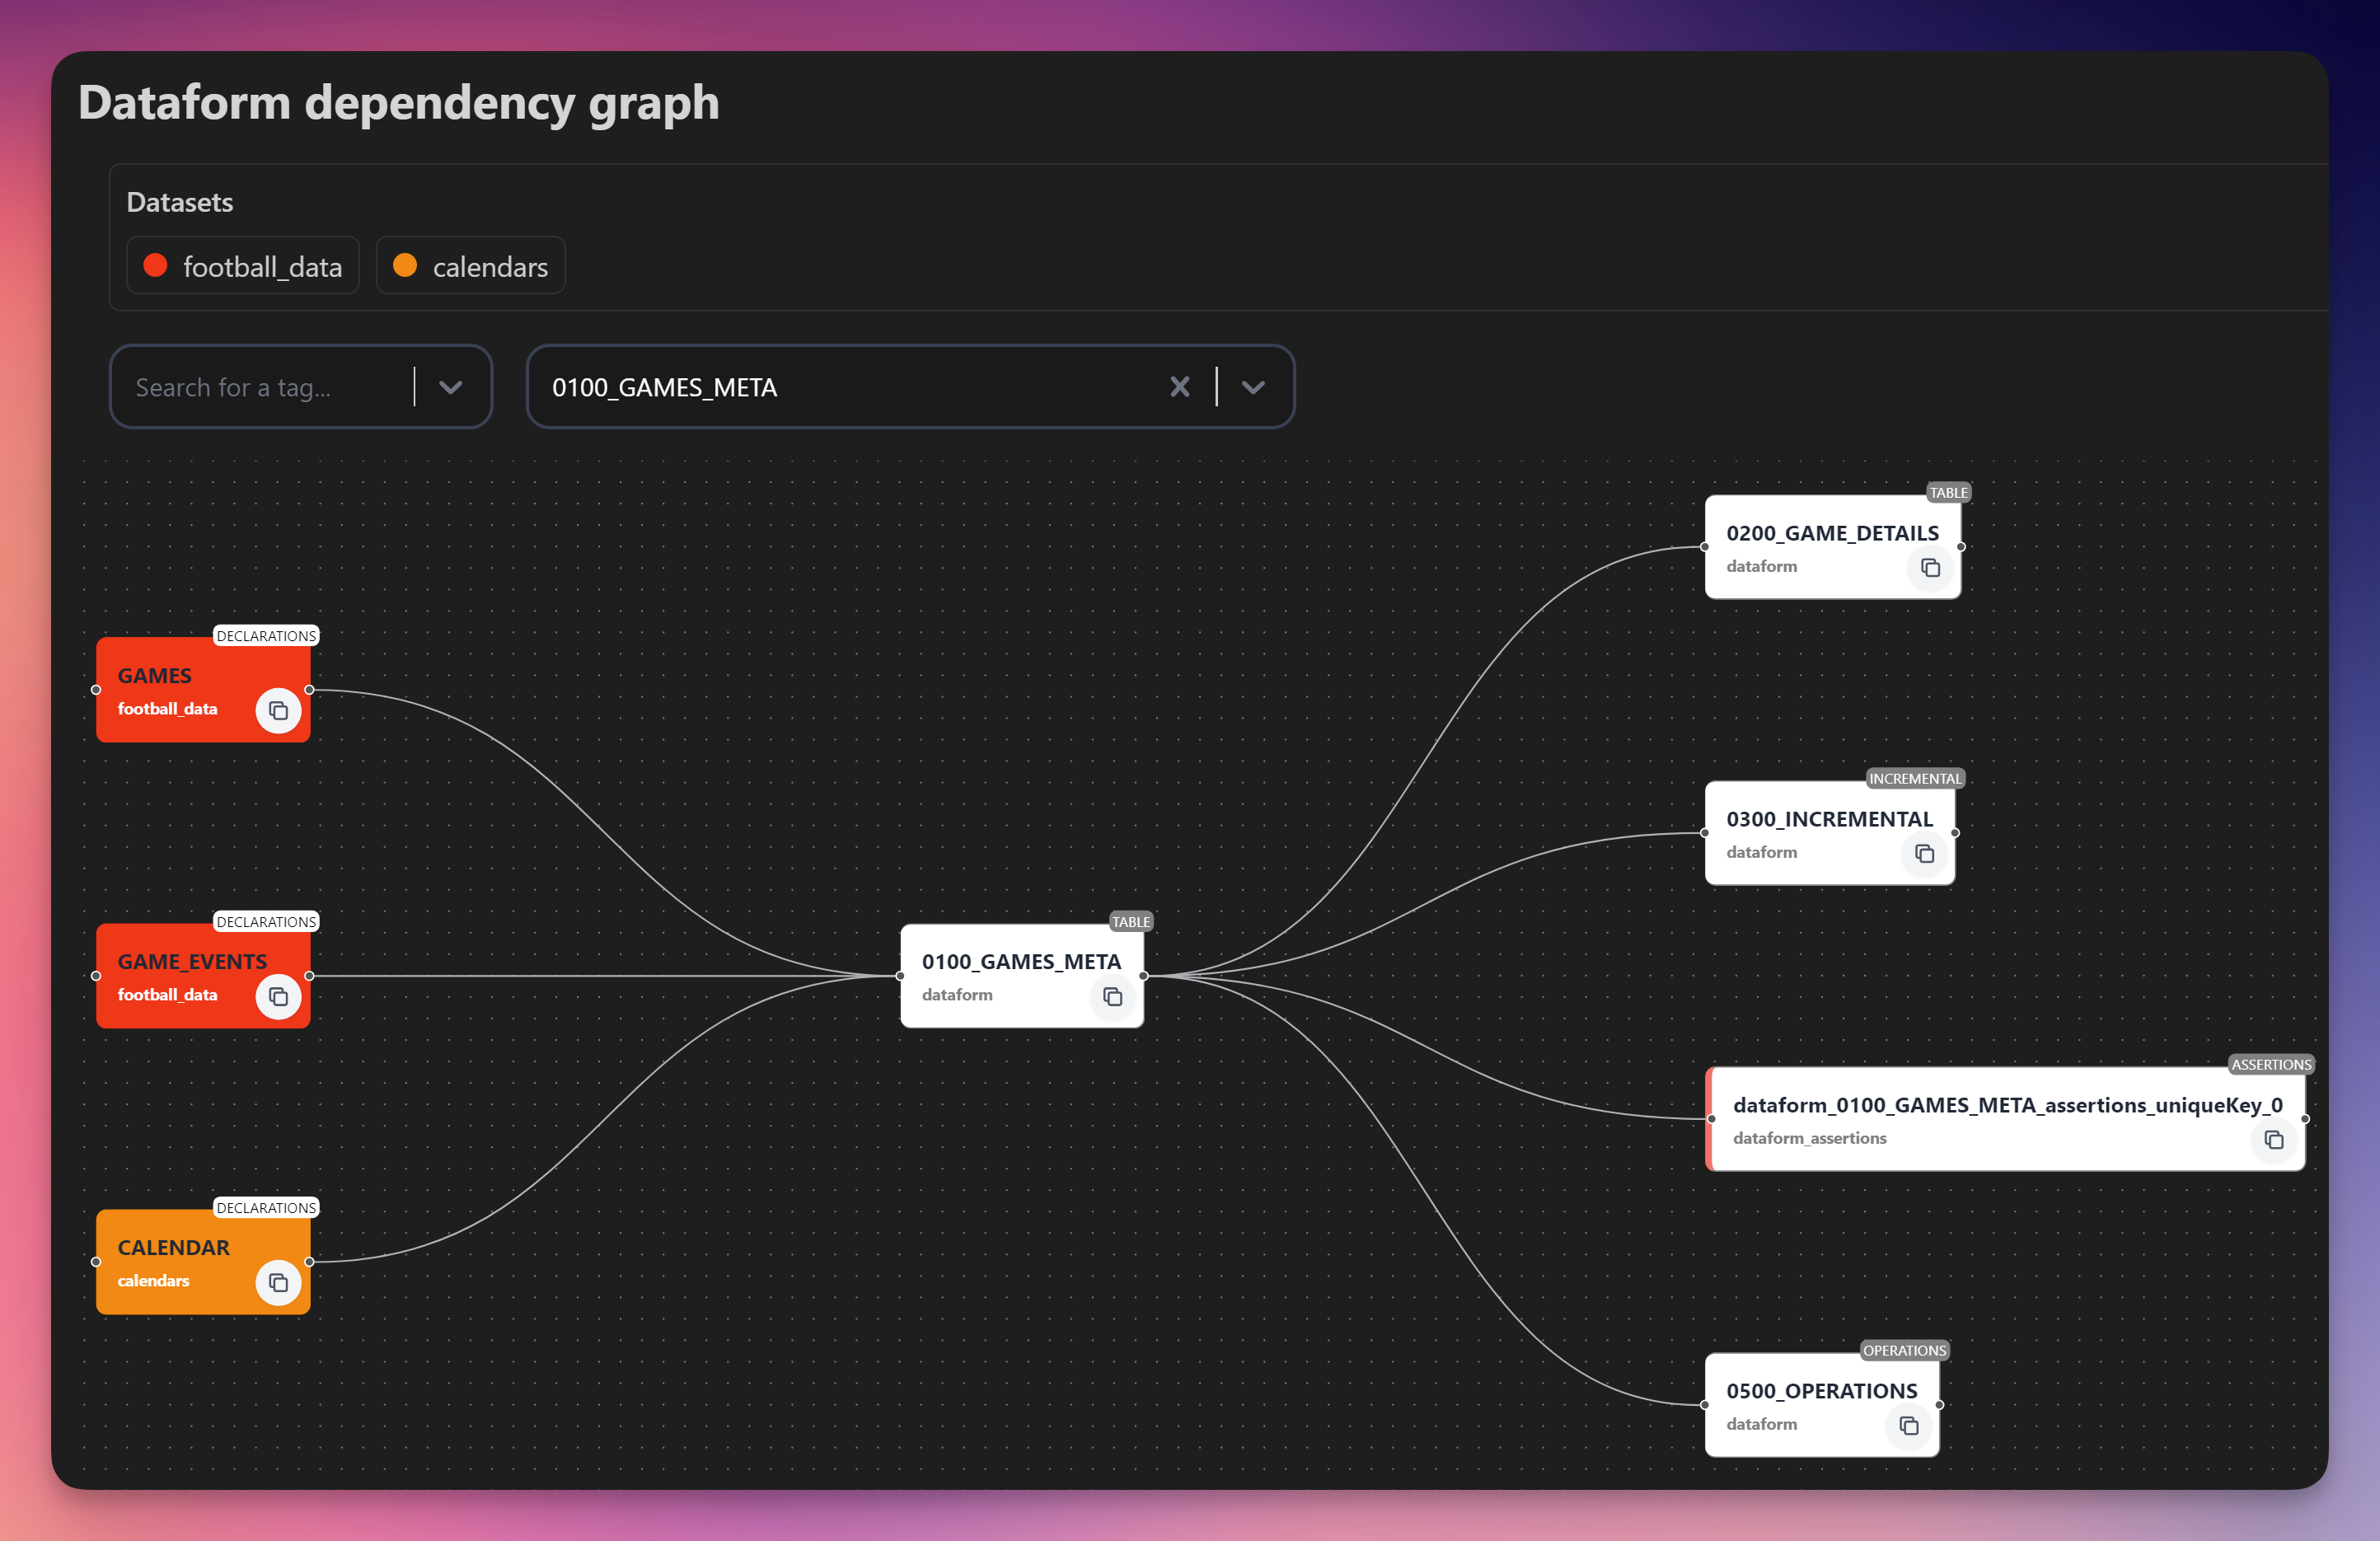 Dataform dependency graph
Datasets
football_data
calendars
Search for a tag...
0100_GAMES_META
DECLARATIONS
GAMES
football_data
DECLARATIONS
GAME_EVENTS
football_data
DECLARATIONS
CALENDAR
calendars
TABLE
0100_GAMES_META
dataform
TABLE
0200_GAME_DETAILS
dataform
INCREMENTAL
0300_INCREMENTAL
dataform
ASSERTIONS
dataform_0100_GAMES_META_assertions_uniqueKey_0
dataform_assertions
OPERATIONS
0500_OPERATIONS
dataform